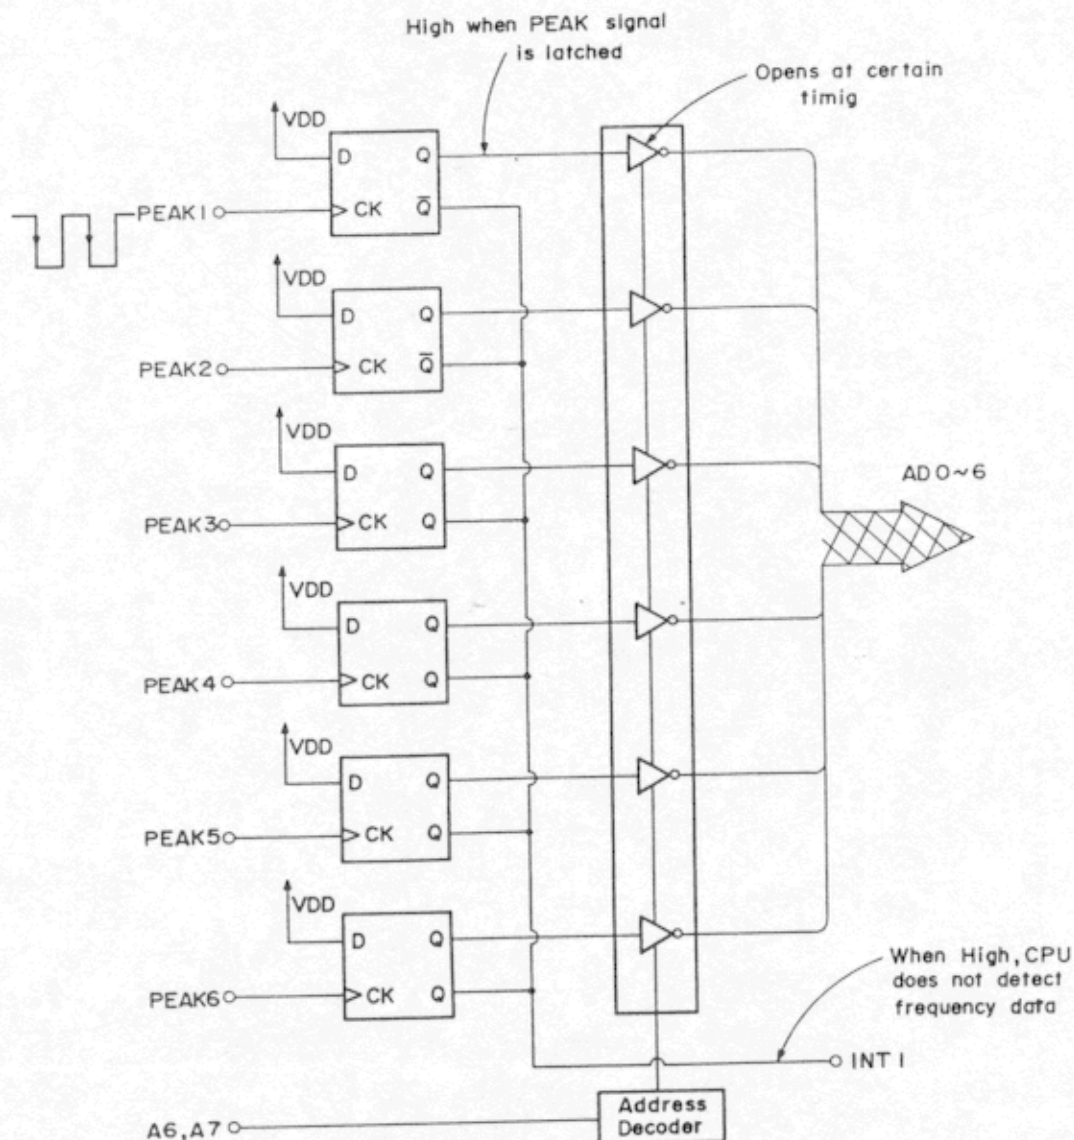 High when PEAK signal
is latched
Opens at certain
timig
VDD
D Q
PEAK1 CK Q̅
VDD
D Q
PEAK2 CK Q̅
VDD
D Q
AD0~6
PEAK3 CK Q
VDD
D Q
PEAK4 CK Q
VDD
D Q
PEAK5 CK Q
VDD
D Q
PEAK6 CK Q
When High, CPU
does not detect
frequency data
INT1
Address
Decoder
A6, A7